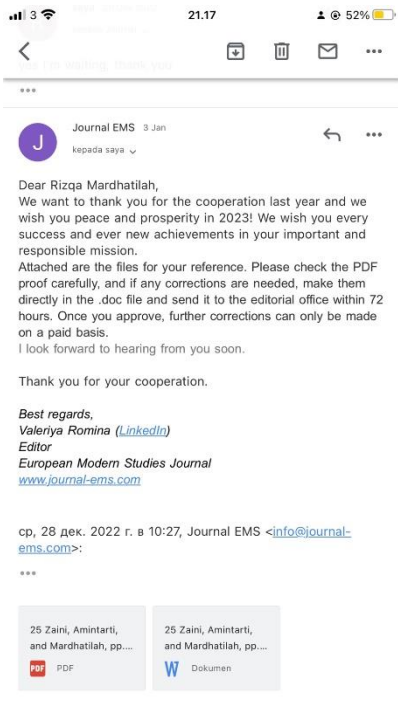 3
21.17
52%
Journal EMS 3 Jan
J
kepada saya
Dear Rizqa Mardhatilah,
We want to thank you for the cooperation last year and we
wish you peace and prosperity in 2023! We wish you every
success and ever new achievements in your important and
responsible mission.
Attached are the files for your reference. Please check the PDF
proof carefully, and if any corrections are needed, make them
directly in the .doc file and send it to the editorial office within 72
hours. Once you approve, further corrections can only be made
on a paid basis.
I look forward to hearing from you soon.
Thank you for your cooperation.
Best regards,
Valeriya Romina (LinkedIn)
Editor
European Modern Studies Journal
www.journal-ems.com
ср, 28 дек. 2022 г. в 10:27, Journal EMS <info@journal-
ems.com>:
25 Zaini, Amintarti,
and Mardhatilah, pp....
PDF PDF
25 Zaini, Amintarti,
and Mardhatilah, pp....
W Dokumen